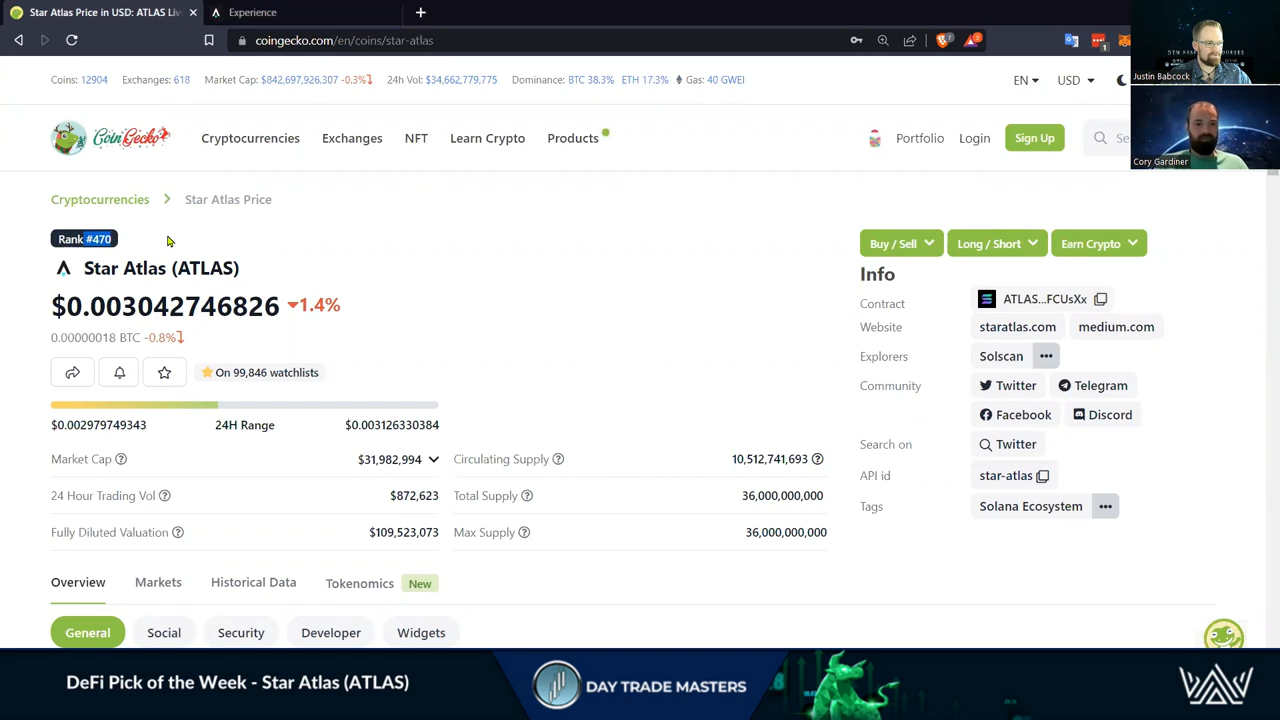 Star Atlas Price in USD: ATLAS Liv
Experience
coingecko.com/en/coins/star-atlas
Coins: 12904 Exchanges: 618 Market Cap: $842,697,926,307 -0.3% 24h Vol: $34,662,779,775 Dominance: BTC 38.3% ETH 17.3% Gas: 40 GWEI EN USD
Justin Babcock
CoinGecko Cryptocurrencies Exchanges NFT Learn Crypto Products Portfolio Login Sign Up Se
Cory Gardiner
Cryptocurrencies > Star Atlas Price
Rank #470
Star Atlas (ATLAS)
$0.003042746826 1.4%
0.00000018 BTC -0.8%
On 99,846 watchlists
$0.002979749343 24H Range $0.003126330384
Market Cap $31,982,994
24 Hour Trading Vol $872,623
Fully Diluted Valuation $109,523,073
Circulating Supply 10,512,741,693
Total Supply 36,000,000,000
Max Supply 36,000,000,000
Buy / Sell Long / Short Earn Crypto
Info
Contract ATLAS...FCUsXx
Website staratlas.com medium.com
Explorers Solscan
Community Twitter Telegram
Facebook Discord
Search on Twitter
API id star-atlas
Tags Solana Ecosystem
Overview Markets Historical Data Tokenomics New
General Social Security Developer Widgets
DeFi Pick of the Week - Star Atlas (ATLAS)
DAY TRADE MASTERS